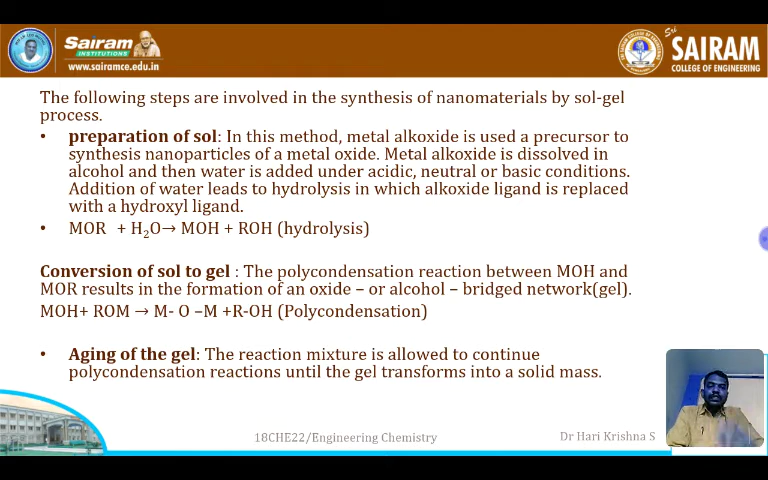 Sairam
INSTITUTIONS
www.sairamce.edu.in
Sri
SAIRAM
COLLEGE OF ENGINEERING
The following steps are involved in the synthesis of nanomaterials by sol-gel
process.
• preparation of sol: In this method, metal alkoxide is used a precursor to
synthesis nanoparticles of a metal oxide. Metal alkoxide is dissolved in
alcohol and then water is added under acidic, neutral or basic conditions.
Addition of water leads to hydrolysis in which alkoxide ligand is replaced
with a hydroxyl ligand.
• MOR + H₂O→ MOH + ROH (hydrolysis)
Conversion of sol to gel : The polycondensation reaction between MOH and
MOR results in the formation of an oxide – or alcohol – bridged network(gel).
MOH+ ROM → M- O –M +R-OH (Polycondensation)
• Aging of the gel: The reaction mixture is allowed to continue
polycondensation reactions until the gel transforms into a solid mass.
18CHE22/Engineering Chemistry
Dr Hari Krishna S